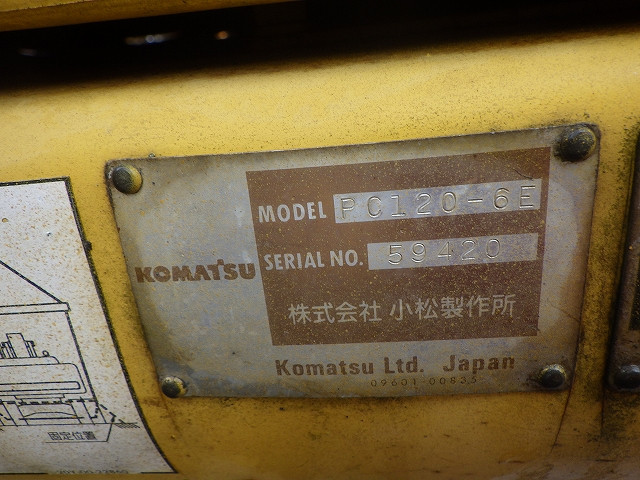 MODEL PC120-6E
SERIAL NO. 59420
KOMATSU
株式会社 小松製作所
Komatsu Ltd. Japan
09601-00835
固定位置